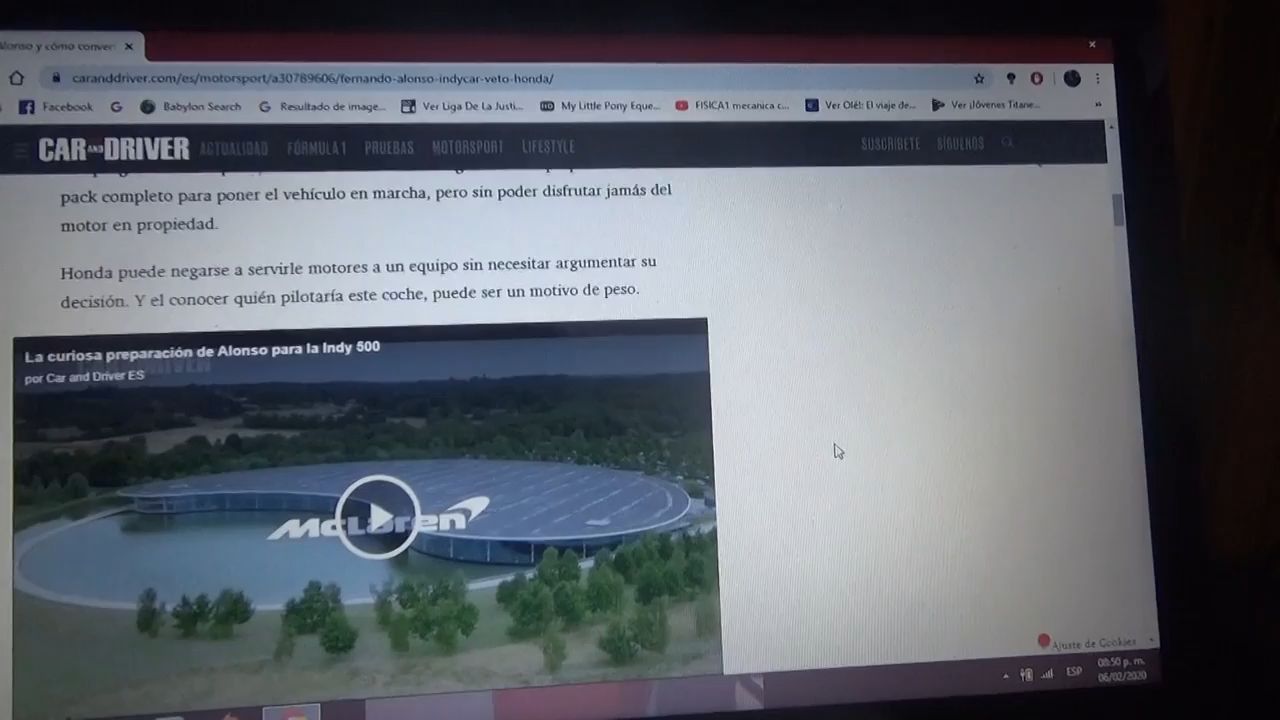 Alonso y cómo conver:
caranddriver.com/es/motorsport/a30789606/fernando-alonso-indycar-veto-honda/
Facebook Babylon Search Resultado de image... Ver Liga De La Justi... My Little Pony Eque... FISICA1 mecanica c... Ver Olé!: El viaje de... Ver ¡Jóvenes Titane...
CAR AND DRIVER ACTUALIDAD FÓRMULA 1 PRUEBAS MOTORSPORT LIFESTYLE SUSCRÍBETE SÍGUENOS
pack completo para poner el vehículo en marcha, pero sin poder disfrutar jamás del
motor en propiedad.
Honda puede negarse a servirle motores a un equipo sin necesitar argumentar su
decisión. Y el conocer quién pilotaría este coche, puede ser un motivo de peso.
La curiosa preparación de Alonso para la Indy 500
por Car and Driver ES
McLaren
Ajuste de Cookies
ESP
08:50 p. m.
06/02/2020